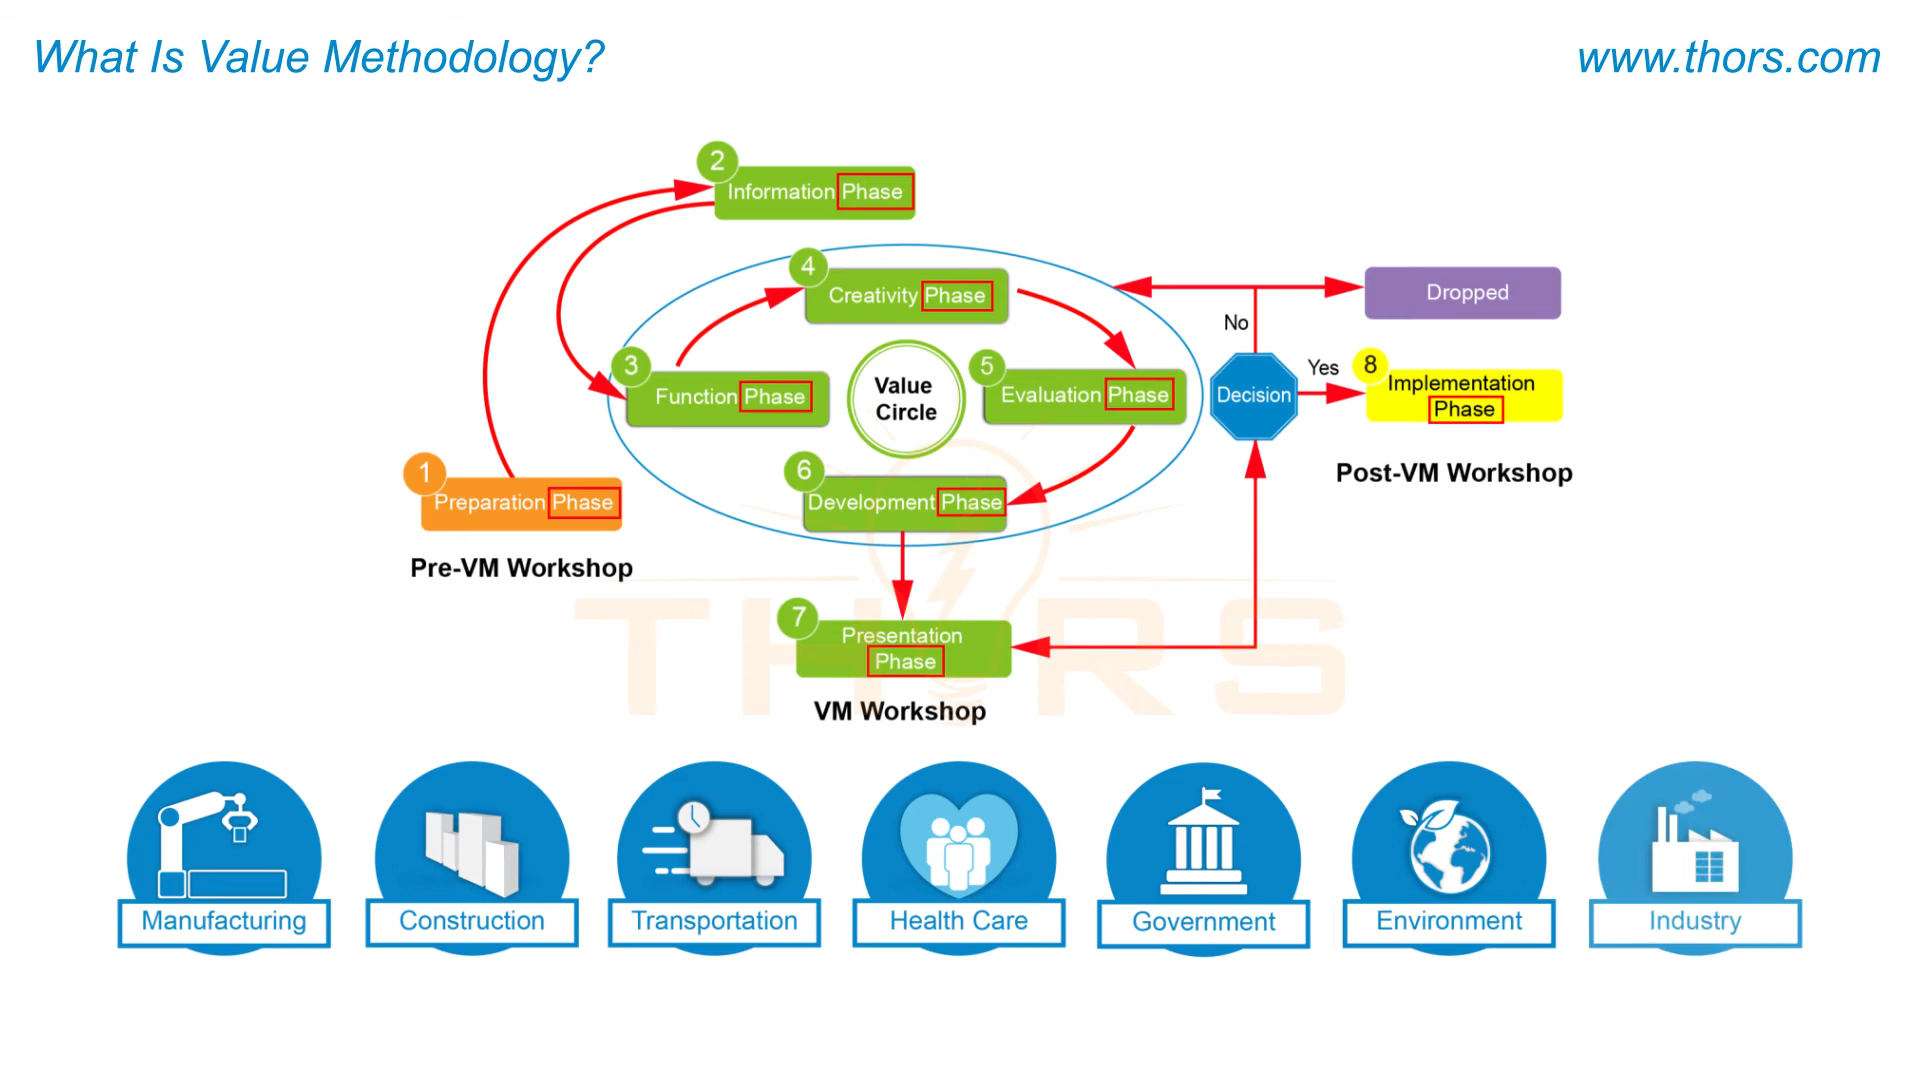 What Is Value Methodology?
www.thors.com
2
Information Phase
4
Creativity Phase
Dropped
No
3
Function Phase
Value
Circle
5
Evaluation Phase
Decision
Yes
8
Implementation
Phase
1
Preparation Phase
6
Development Phase
Post-VM Workshop
Pre-VM Workshop
THORS
7
Presentation
Phase
VM Workshop
Manufacturing
Construction
Transportation
Health Care
Government
Environment
Industry